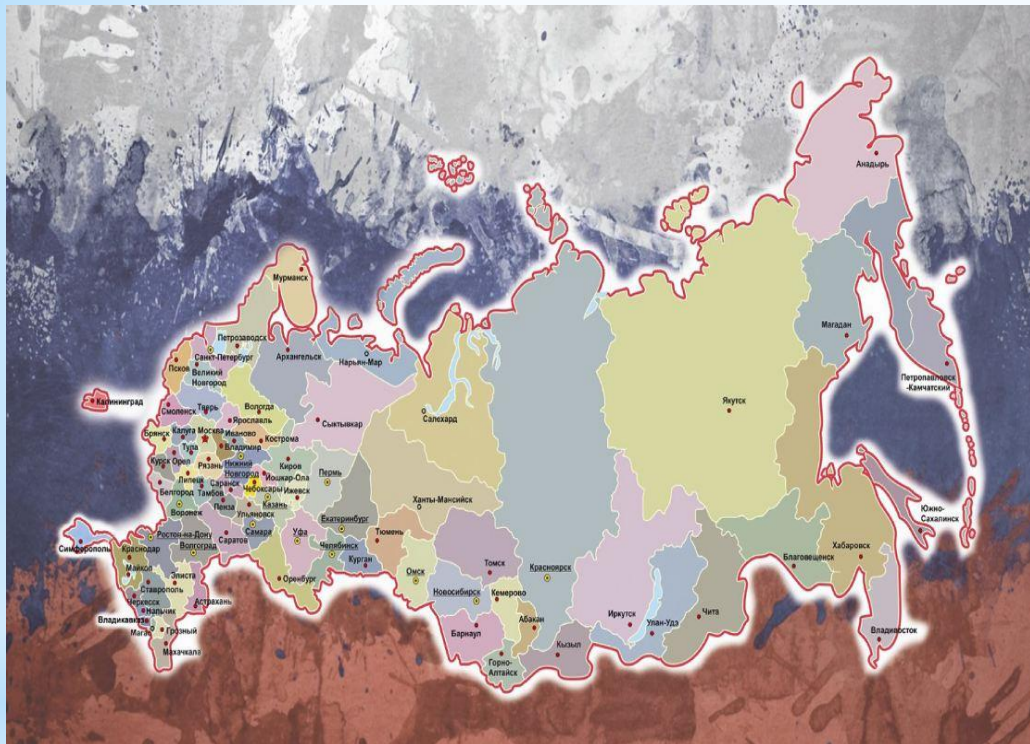 Анадырь
Мурманск
Магадан
Петрозаводск
Санкт-Петербург
Архангельск
Нарьян-Мар
Псков
Великий
Новгород
Петропавловск
-Камчатский
Калининград
Смоленск
Тверь
Вологда
Якутск
Ярославль
Сыктывкар
Салехард
Брянск
Калуга
Москва
Иваново
Кострома
Владимир
Тула
Курск
Орел
Рязань
Нижний
Новгород
Киров
Пермь
Йошкар-Ола
Липецк
Саранск
Чебоксары
Ижевск
Белгород
Тамбов
Пенза
Казань
Ханты-Мансийск
Воронеж
Ульяновск
Екатеринбург
Южно-
Сахалинск
Симферополь
Ростов-на-Дону
Самара
Уфа
Тюмень
Саратов
Волгоград
Челябинск
Краснодар
Курган
Хабаровск
Благовещенск
Майкоп
Элиста
Оренбург
Омск
Томск
Красноярск
Ставрополь
Новосибирск
Кемерово
Черкесск
Астрахань
Нальчик
Владикавказ
Абакан
Иркутск
Улан-Удэ
Чита
Магас
Грозный
Барнаул
Владивосток
Махачкала
Горно-
Алтайск
Кызыл